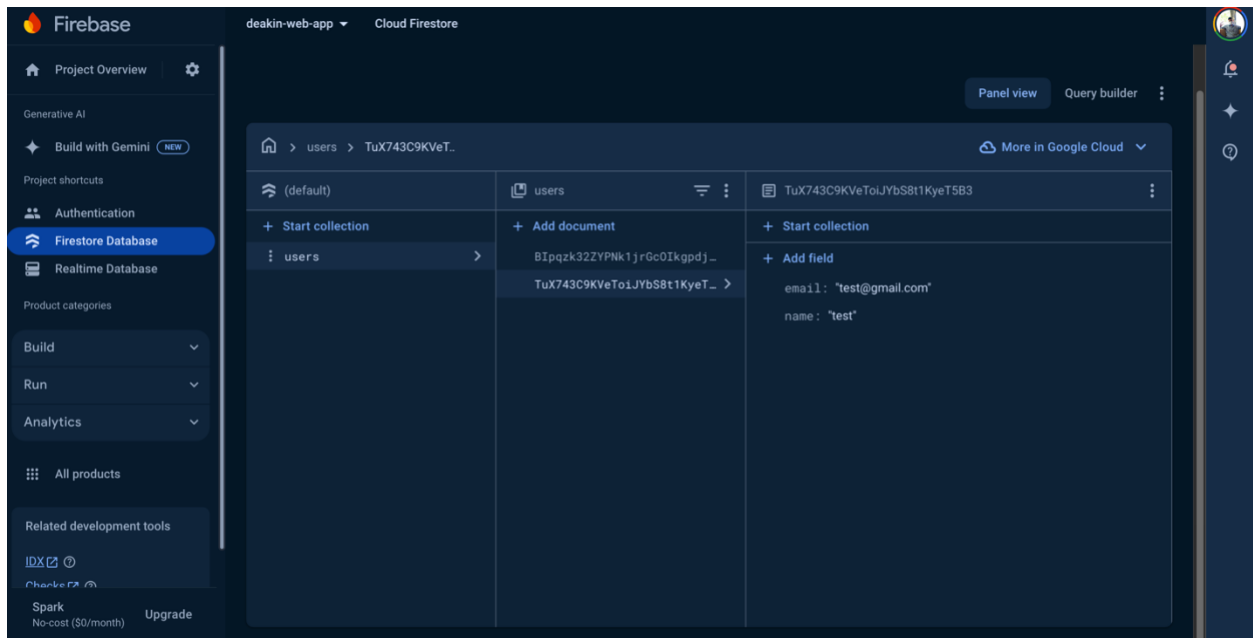 Firebase
Project Overview
Generative AI
Build with Gemini NEW
Project shortcuts
Authentication
Firestore Database
Realtime Database
Product categories
Build
Run
Analytics
All products
Related development tools
IDX
Checks
Spark
No-cost ($0/month)
Upgrade
deakin-web-app Cloud Firestore
Panel view Query builder
users > TuX743C9KVeT..
More in Google Cloud
(default)
+ Start collection
users
users
+ Add document
BIpqzk32ZYPNk1jrGcOIkgpdj…
TuX743C9KVeToiJYbS8t1KyeT…
TuX743C9KVeToiJYbS8t1KyeT5B3
+ Start collection
+ Add field
email: "test@gmail.com"
name: "test"